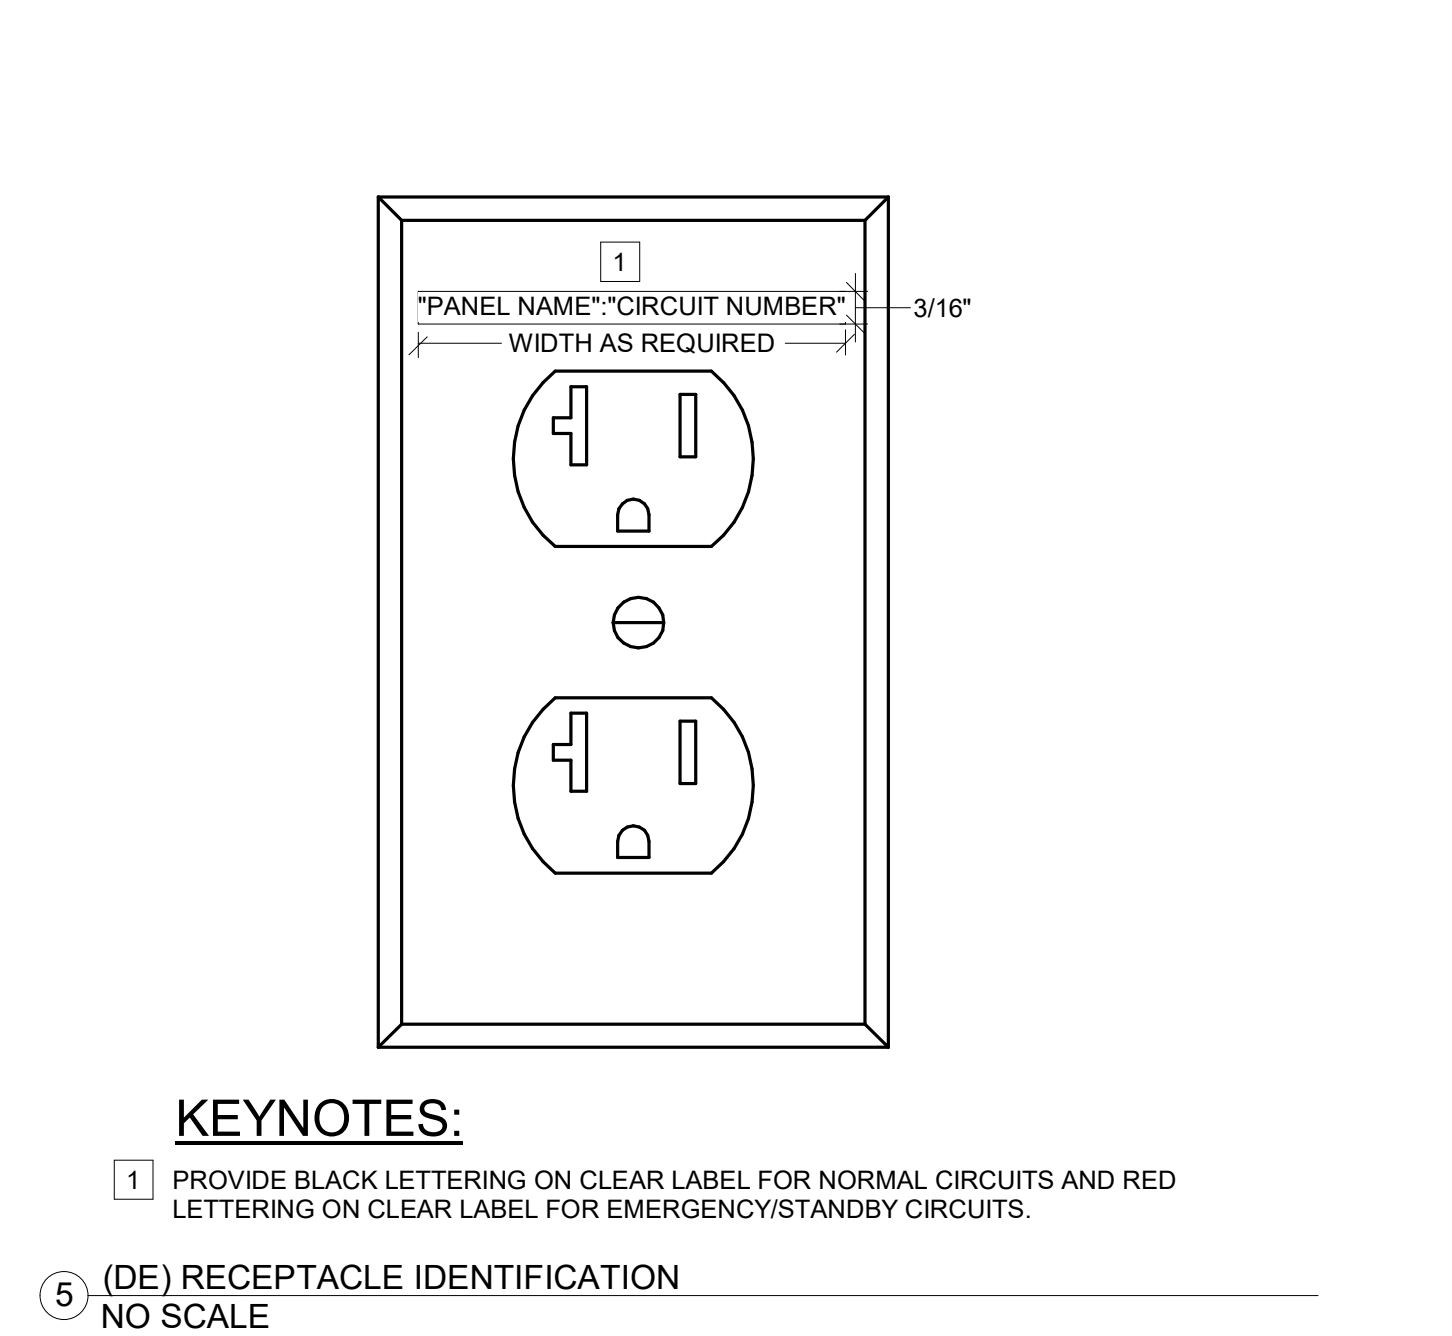 1
"PANEL NAME":"CIRCUIT NUMBER"
3/16"
WIDTH AS REQUIRED
KEYNOTES:
1 PROVIDE BLACK LETTERING ON CLEAR LABEL FOR NORMAL CIRCUITS AND RED
LETTERING ON CLEAR LABEL FOR EMERGENCY/STANDBY CIRCUITS.
5 (DE) RECEPTACLE IDENTIFICATION
NO SCALE